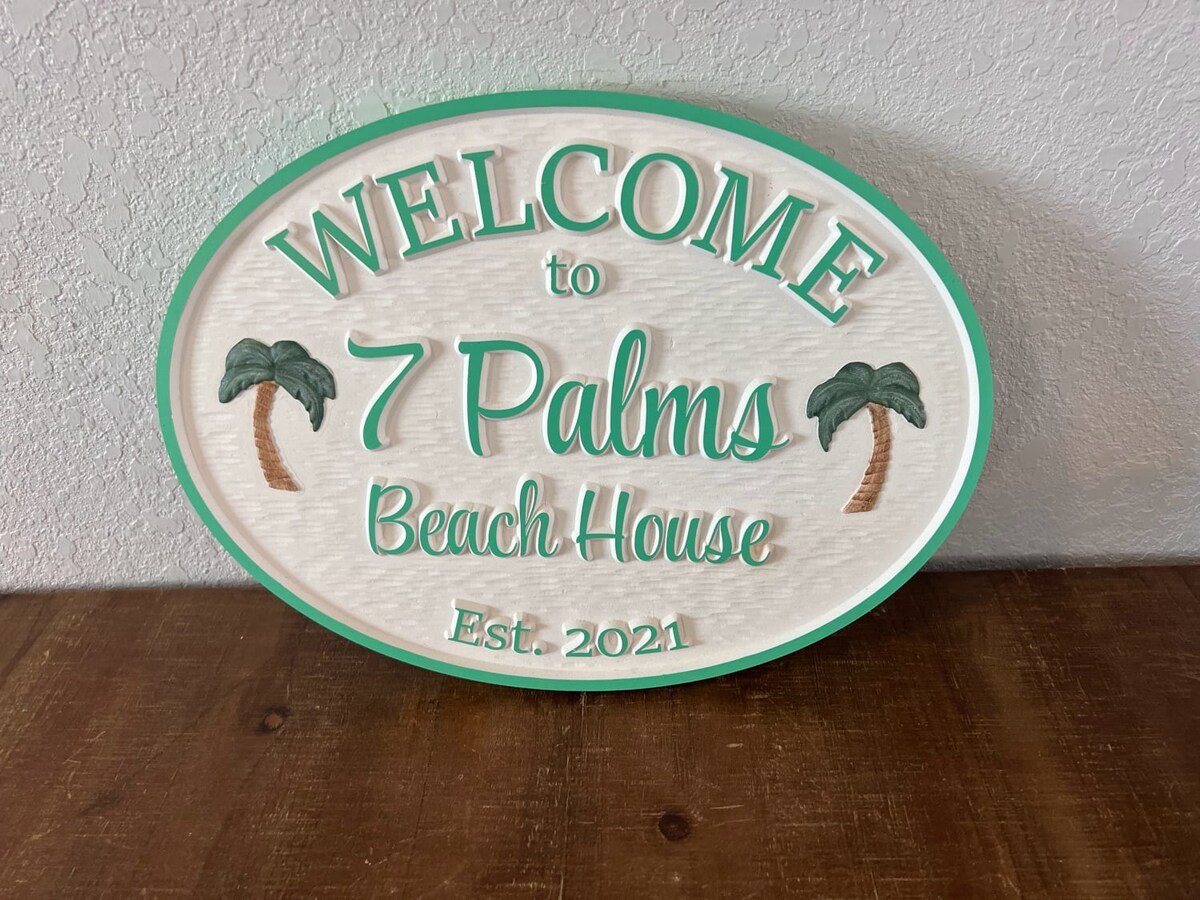 WELCOME
to
7 Palms
Beach House
Est. 2021